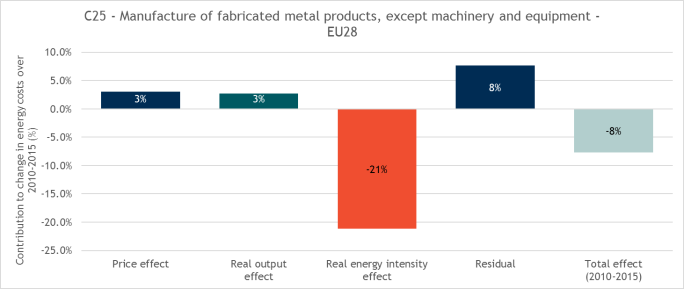 C25 - Manufacture of fabricated metal products, except machinery and equipment -
EU28
Contribution to change in energy costs over
2010-2015 (%)
10.0%
5.0%
0.0%
-5.0%
-10.0%
-15.0%
-20.0%
-25.0%
3%
3%
-21%
8%
-8%
Price effect
Real output
effect
Real energy intensity
effect
Residual
Total effect
(2010-2015)